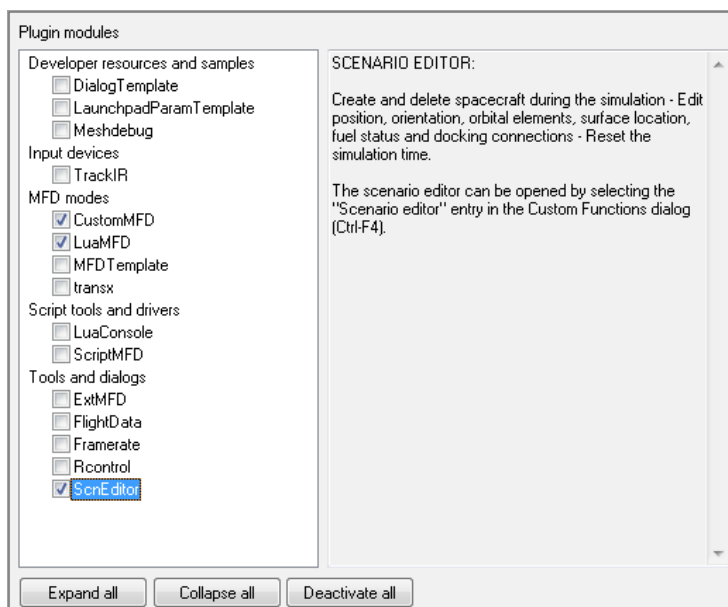 Plugin modules
Developer resources and samples
DialogTemplate
LaunchpadParamTemplate
Meshdebug
Input devices
TrackIR
MFD modes
CustomMFD
LuaMFD
MFDTemplate
transx
Script tools and drivers
LuaConsole
ScriptMFD
Tools and dialogs
ExtMFD
FlightData
Framerate
Rcontrol
ScnEditor
SCENARIO EDITOR:
Create and delete spacecraft during the simulation - Edit
position, orientation, orbital elements, surface location,
fuel status and docking connections - Reset the
simulation time.
The scenario editor can be opened by selecting the
"Scenario editor" entry in the Custom Functions dialog
(Ctrl-F4).
Expand all
Collapse all
Deactivate all